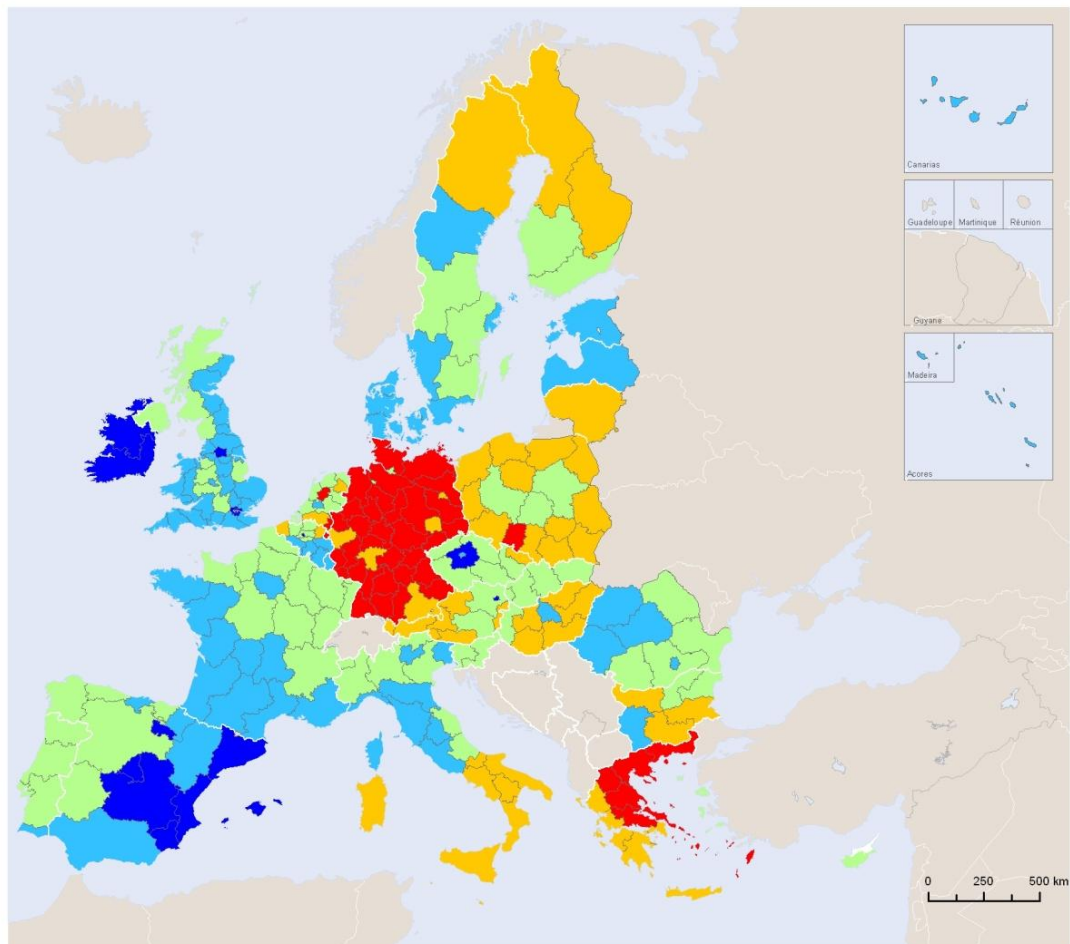 Canarias
Guadeloupe
Martinique
Réunion
Guyane
Madeira
Acores
0 250 500 km